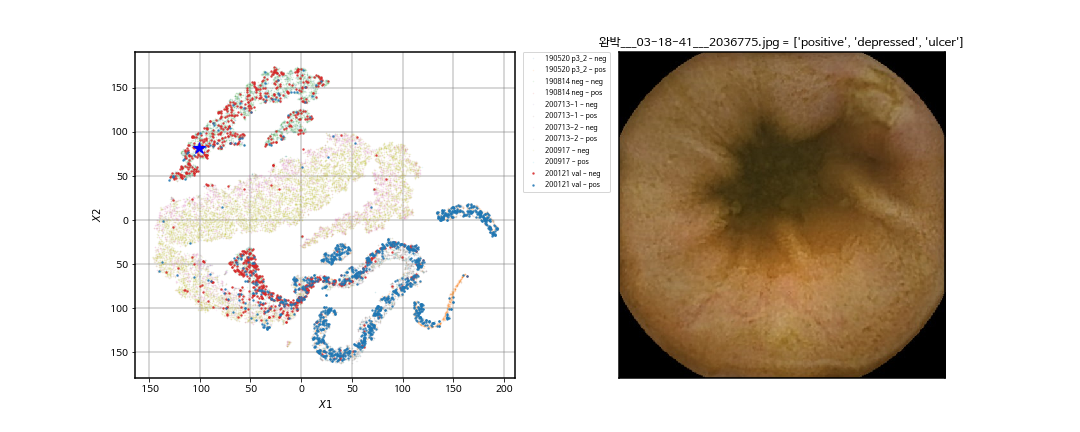 완박___03-18-41___2036775.jpg = ['positive', 'depressed', 'ulcer']
190520 p3_2 - neg
190520 p3_2 - pos
190814 neg - neg
190814 neg - pos
200713-1 - neg
200713-1 - pos
200713-2 - neg
200713-2 - pos
200917 - neg
200917 - pos
200121 val - neg
200121 val - pos
150
100
50
0
50
100
150
X2
150 100 50 0 50 100 150 200
X1